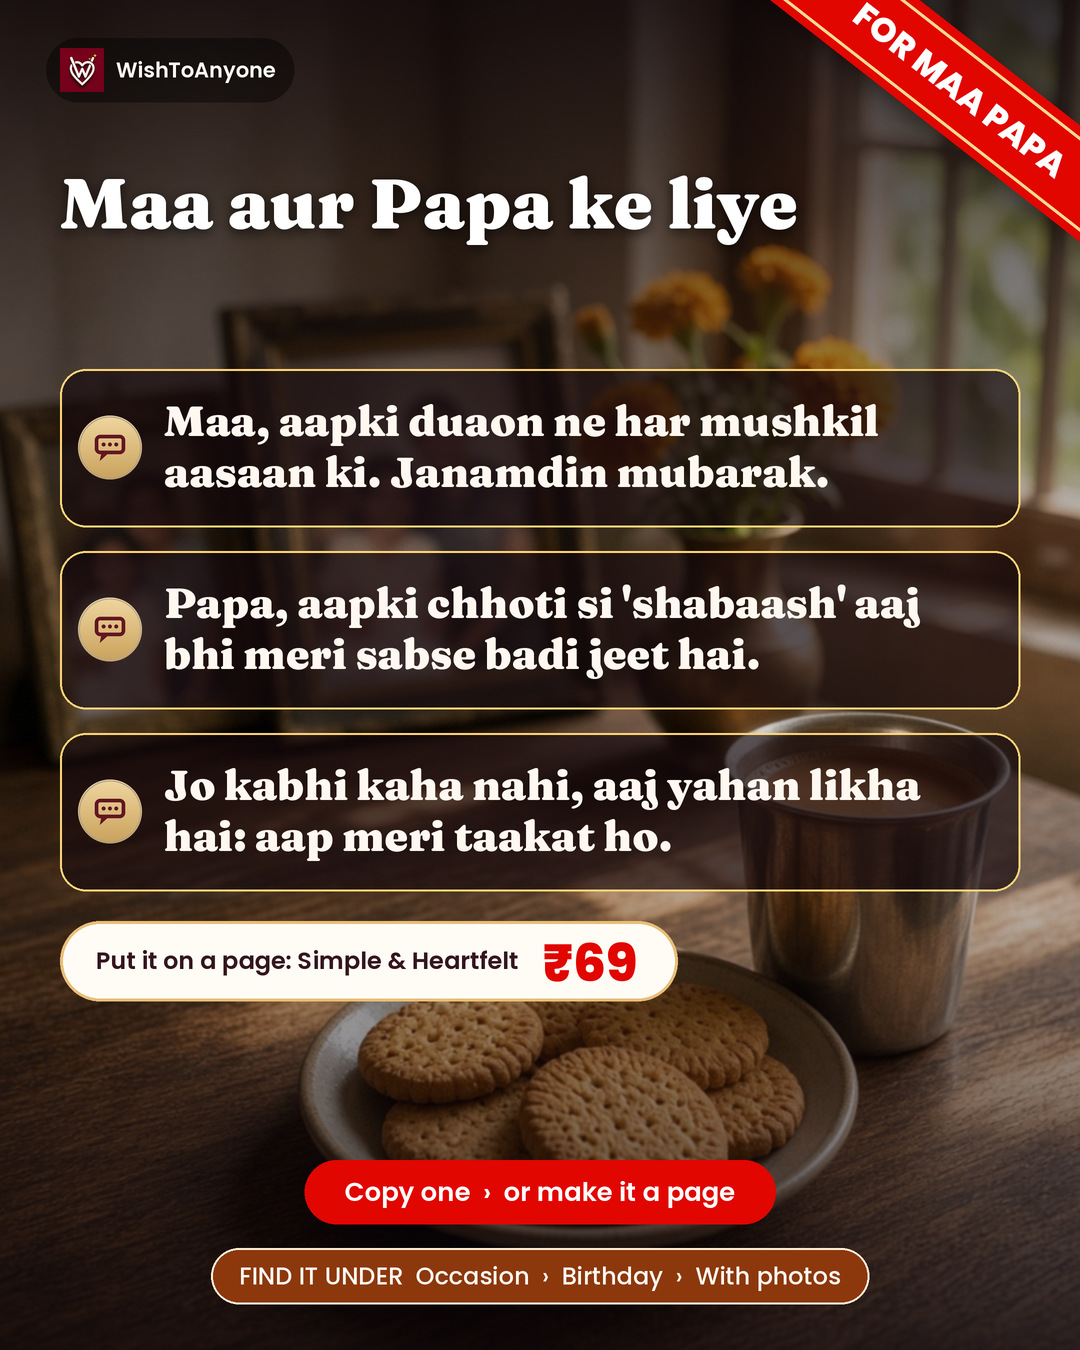 WishToAnyone
FOR MAA PAPA
Maa aur Papa ke liye
Maa, aapki duaon ne har mushkil
aasaan ki. Janamdin mubarak.
Papa, aapki chhoti si 'shabaash' aaj
bhi meri sabse badi jeet hai.
Jo kabhi kaha nahi, aaj yahan likha
hai: aap meri taakat ho.
Put it on a page: Simple & Heartfelt ₹69
Copy one › or make it a page
FIND IT UNDER Occasion › Birthday › With photos